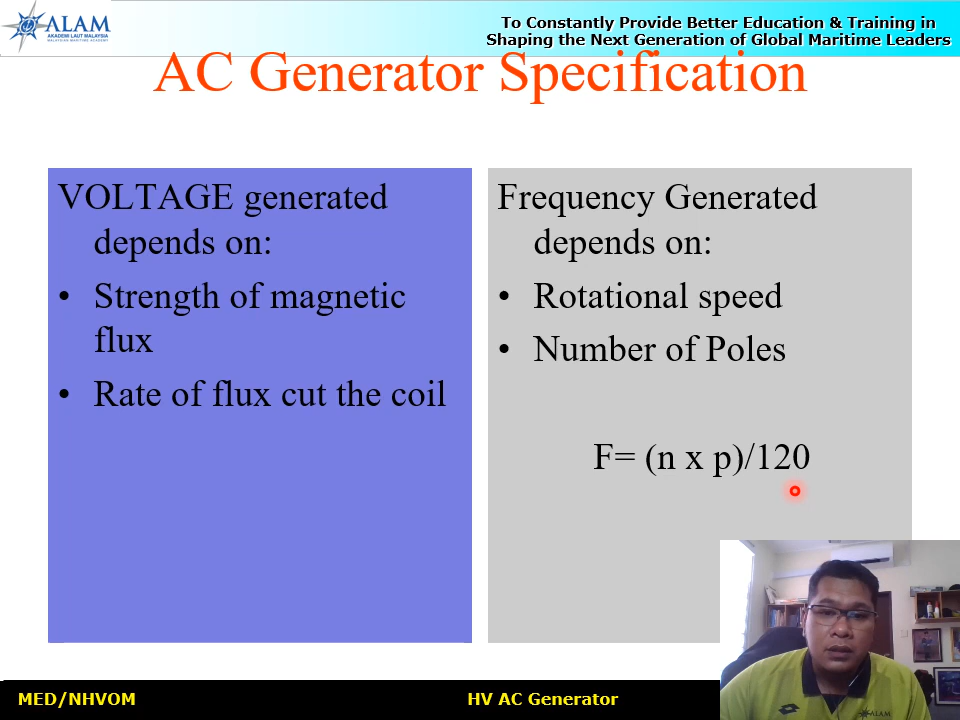 ALAM
AKADEMI LAUT MALAYSIA
MALAYSIAN MARITIME ACADEMY
To Constantly Provide Better Education & Training in
Shaping the Next Generation of Global Maritime Leaders
AC Generator Specification
VOLTAGE generated
depends on:
• Strength of magnetic
flux
• Rate of flux cut the coil
Frequency Generated
depends on:
• Rotational speed
• Number of Poles
F= (n x p)/120
ALAM
MED/NHVOM
HV AC Generator